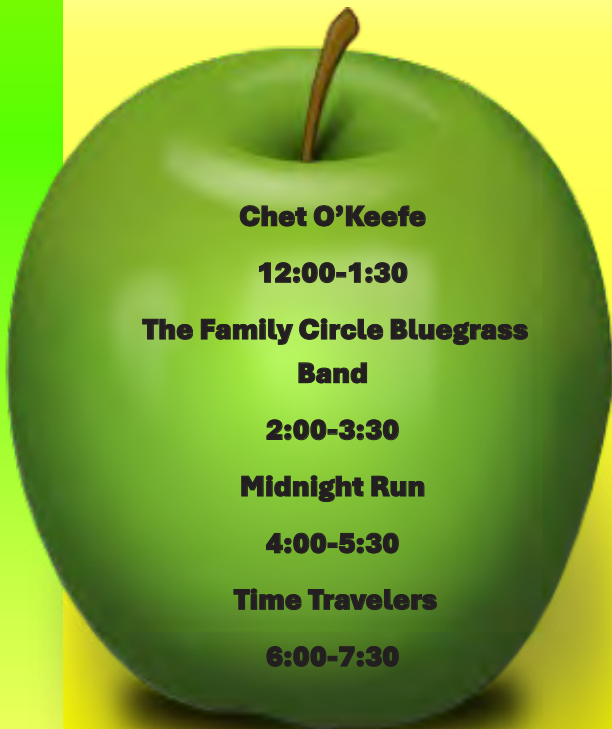 Chet O’Keefe
12:00-1:30
The Family Circle Bluegrass
Band
2:00-3:30
Midnight Run
4:00-5:30
Time Travelers
6:00-7:30